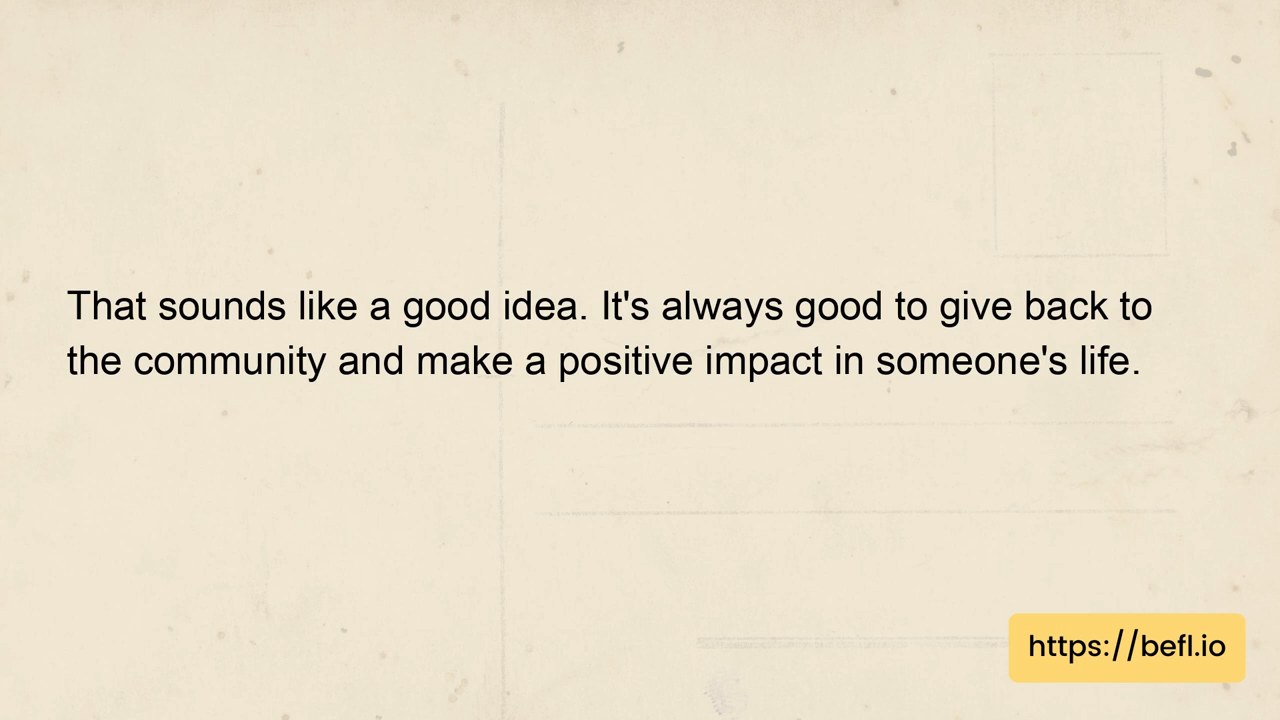 That sounds like a good idea. It's always good to give back to
the community and make a positive impact in someone's life.
https://befl.io